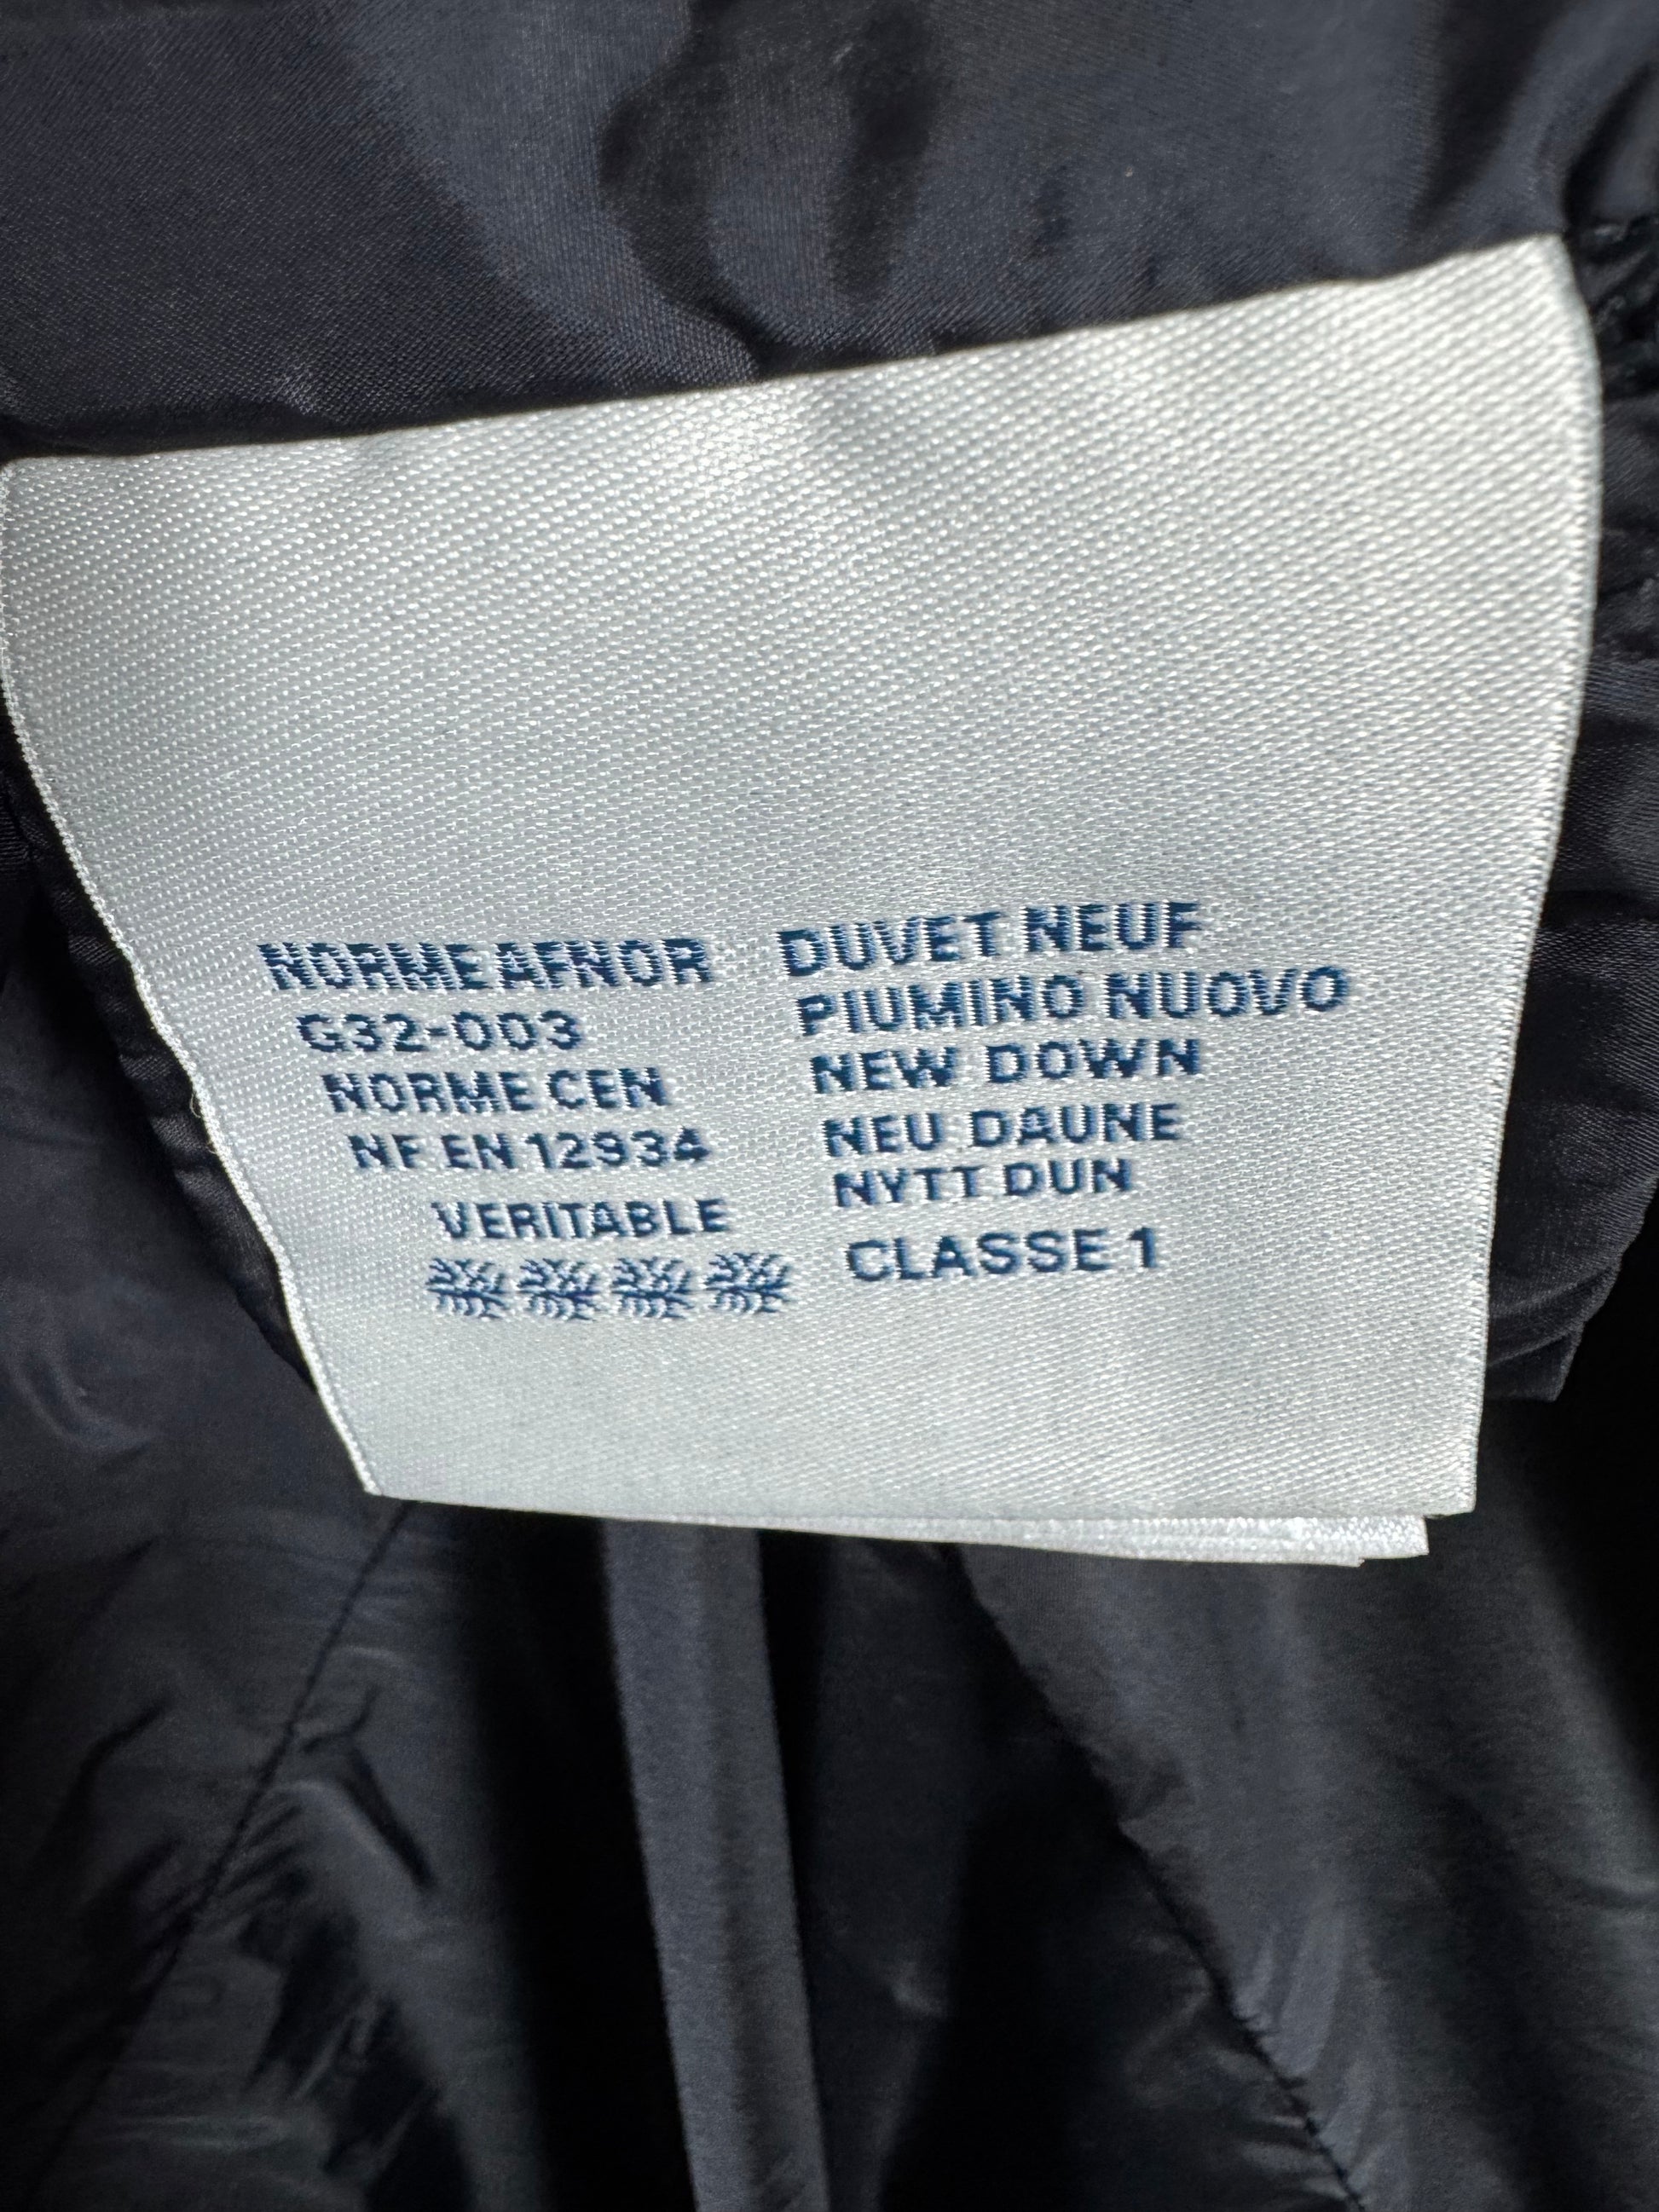 NORME AFNOR
G32-003
NORME CEN
NF EN 12934
VERITABLE
DUVET NEUF
PIUMINO NUOVO
NEW DOWN
NEU DAUNE
NYTT DUN
CLASSE 1